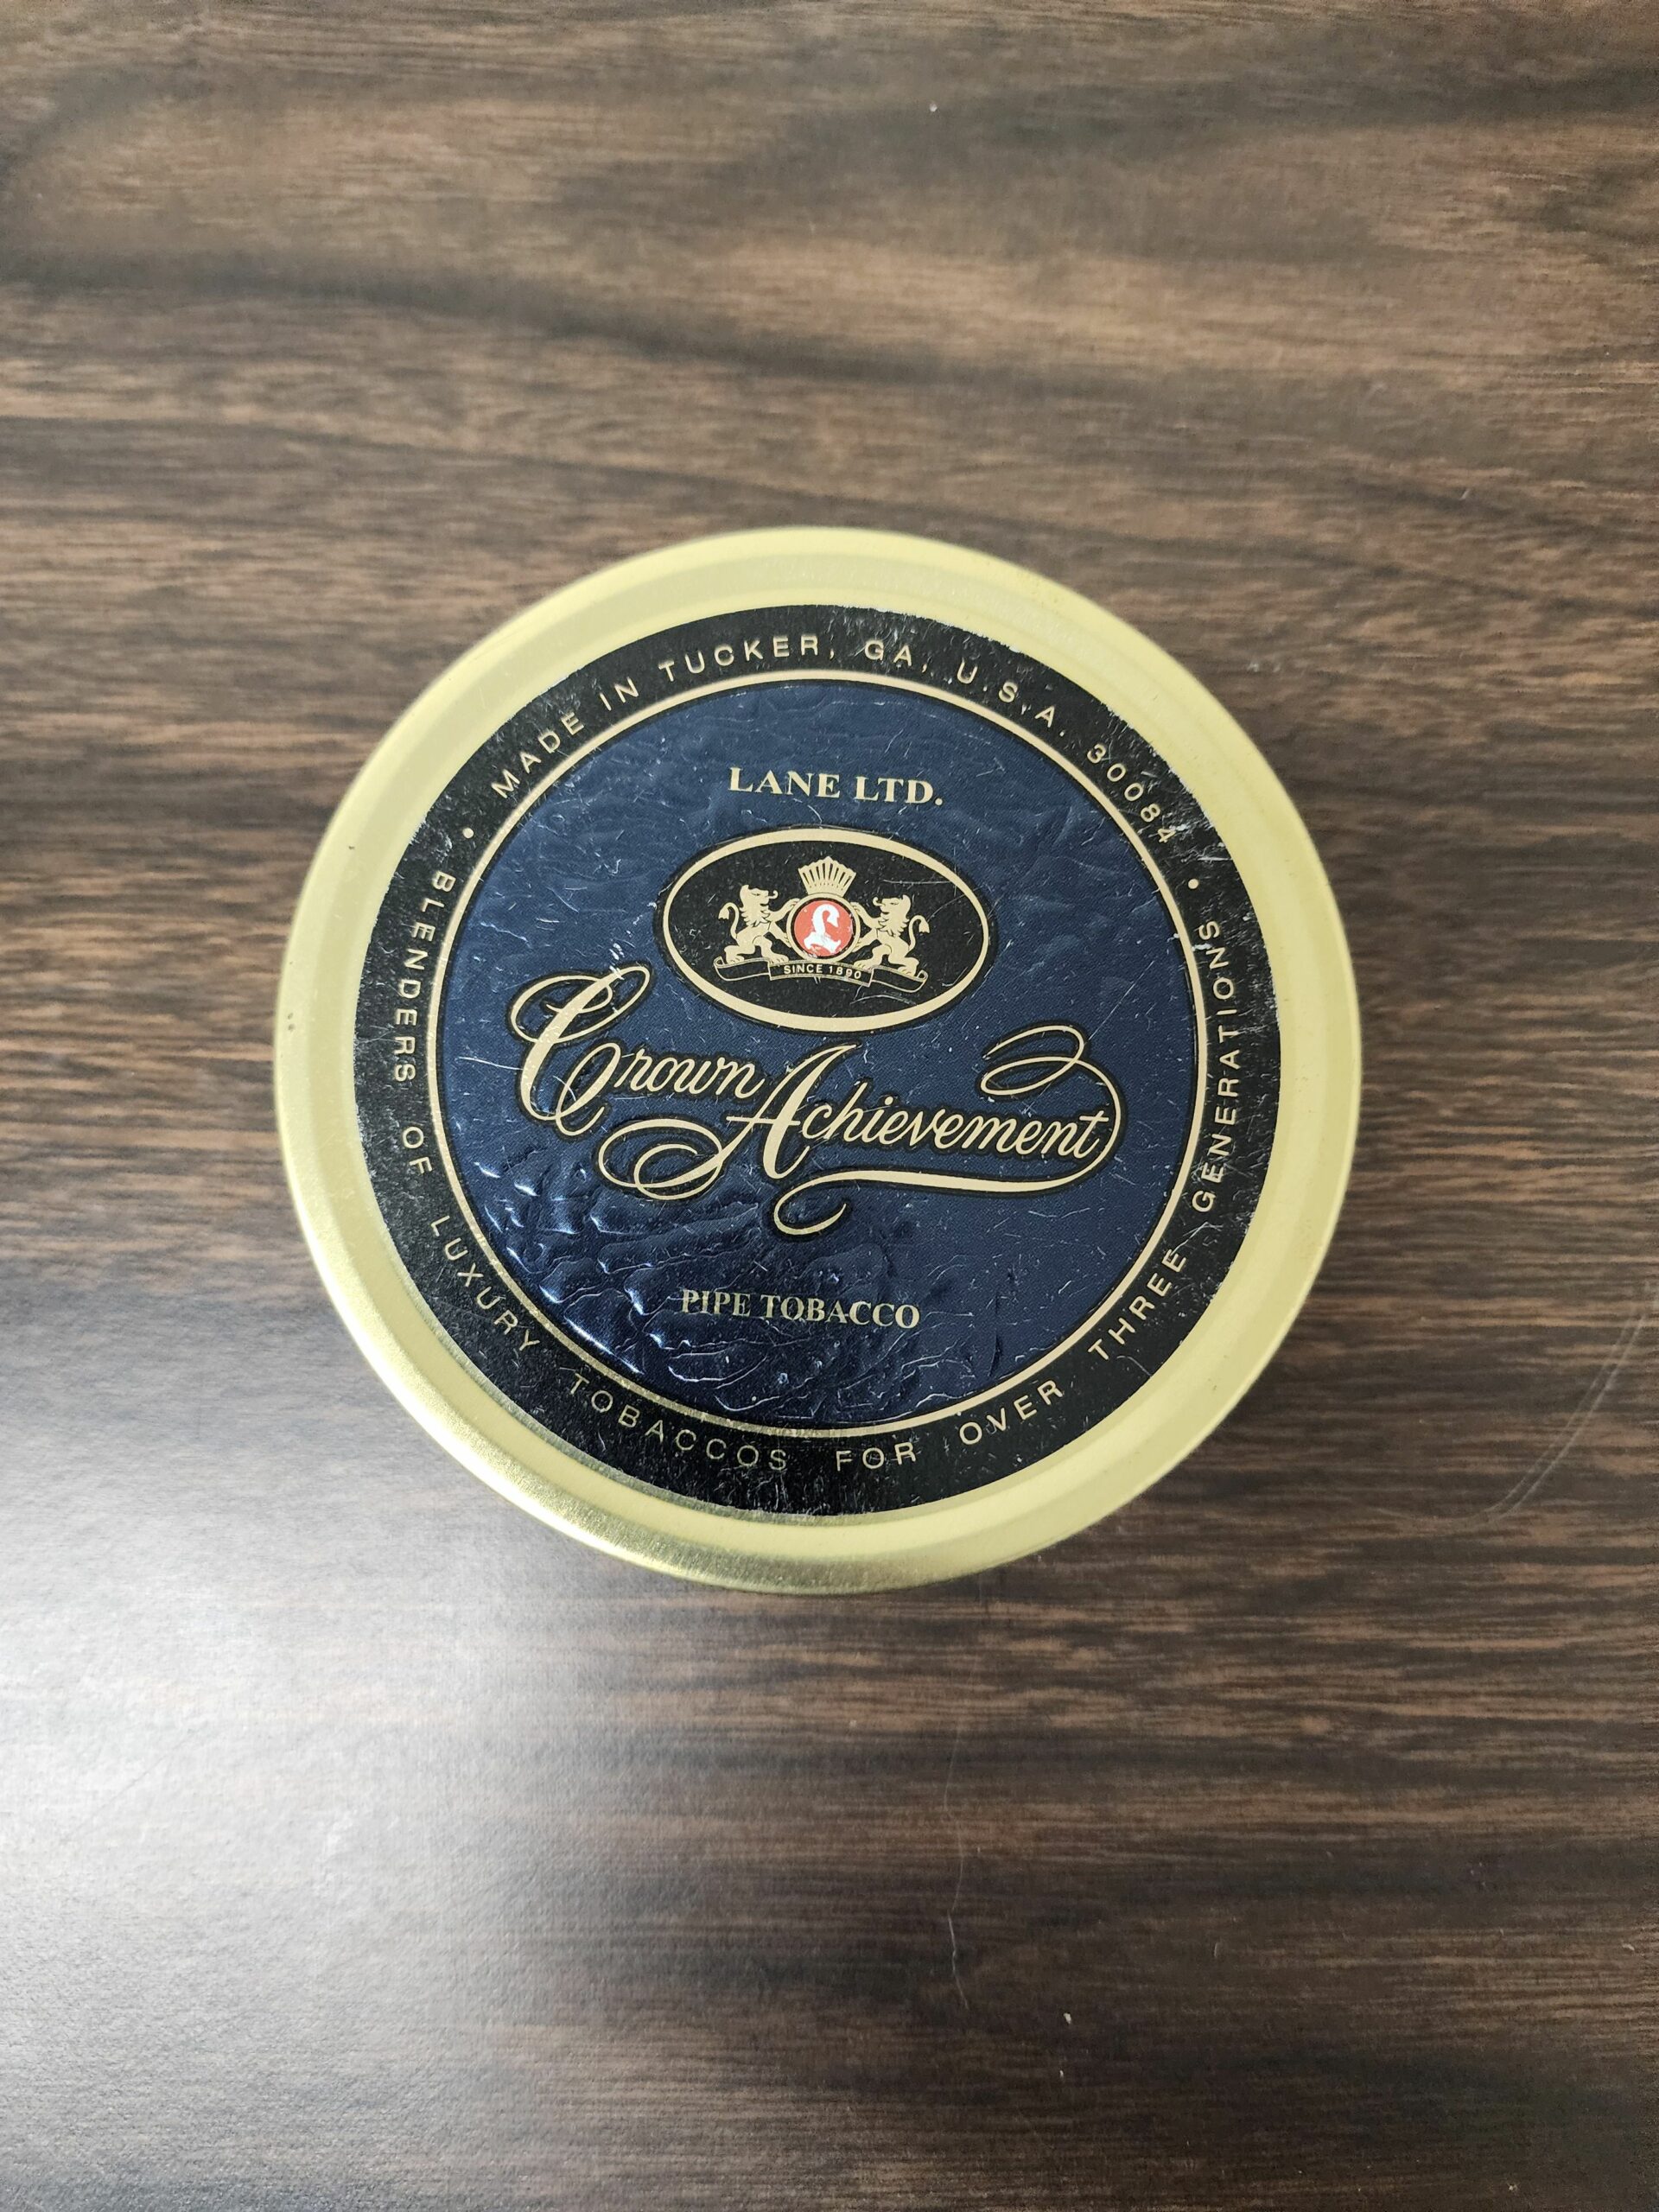 MADE IN TUCKER, GA, U.S.A. 30084
LANE LTD.
£
SINCE 1890
Crown Achievement
PIPE TOBACCO
• BLENDERS OF LUXURY TOBACCOS FOR OVER THREE GENERATIONS •